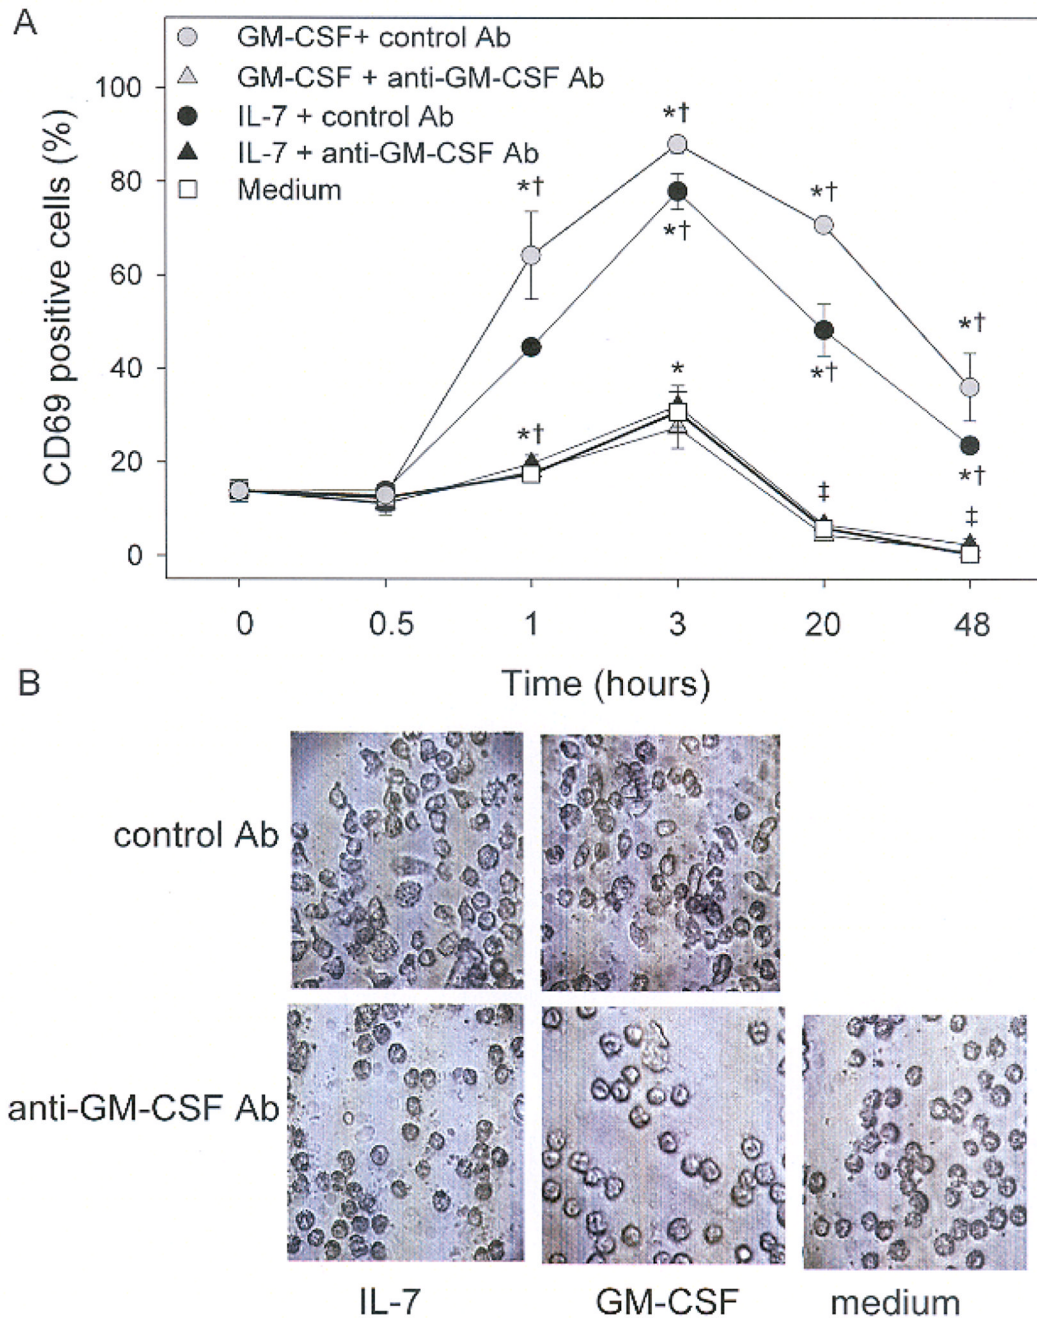 A
GM-CSF+ control Ab
GM-CSF + anti-GM-CSF Ab
IL-7 + control Ab
IL-7 + anti-GM-CSF Ab
Medium
CD69 positive cells (%)
100
80
60
40
20
0
*†
*†
*†
*†
*†
*†
*
*†
*†
‡
‡
0 0.5 1 3 20 48
Time (hours)
B
control Ab
anti-GM-CSF Ab
IL-7 GM-CSF medium